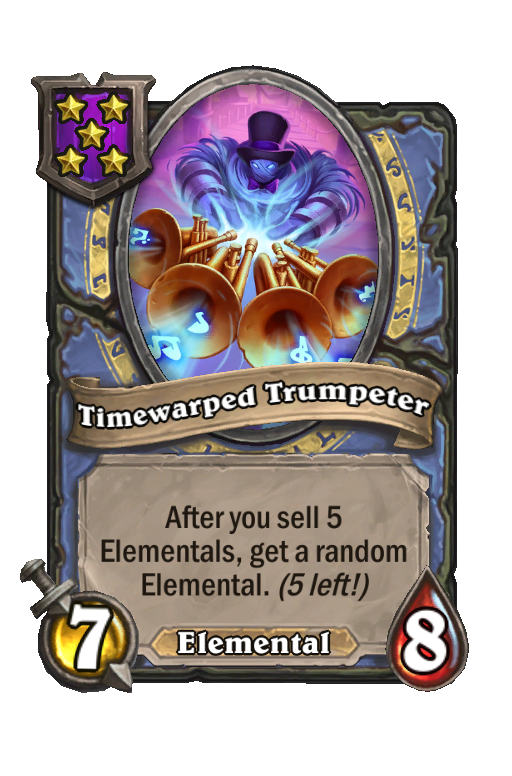 Timewarped Trumpeter
After you sell 5
Elementals, get a random
Elemental. (5 left!)
7
Elemental
8